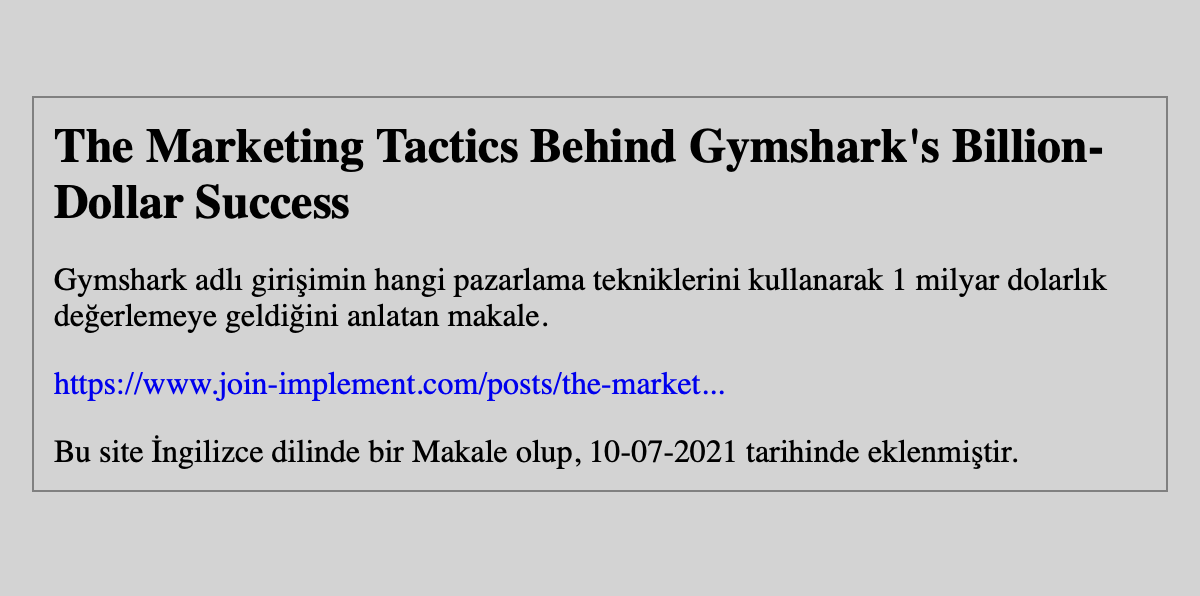 The Marketing Tactics Behind Gymshark's Billion-
Dollar Success
Gymshark adlı girişimin hangi pazarlama tekniklerini kullanarak 1 milyar dolarlık
değerlemeye geldiğini anlatan makale.
https://www.join-implement.com/posts/the-market...
Bu site İngilizce dilinde bir Makale olup, 10-07-2021 tarihinde eklenmiştir.